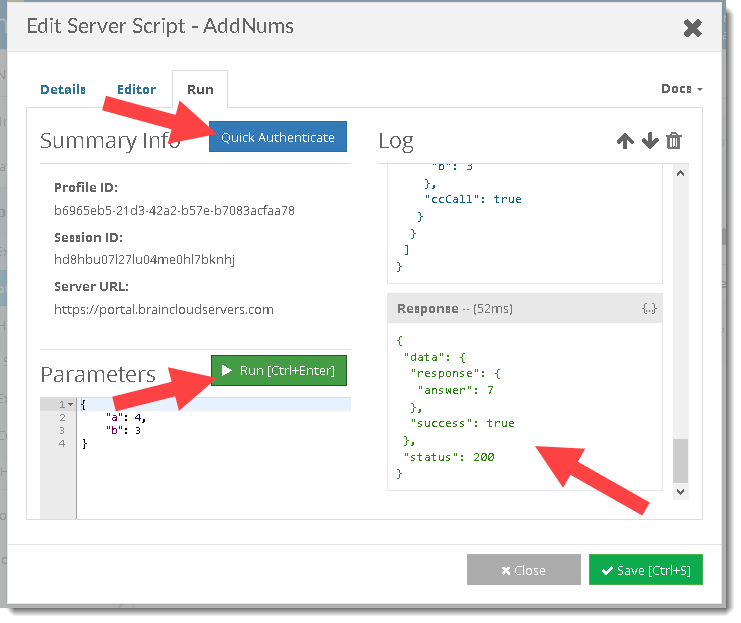 Edit Server Script - AddNums
Details
Editor
Run
Docs
Summary Info
Quick Authenticate
Profile ID:
b6965eb5-21d3-42a2-b57e-b7083acfaa78
Session ID:
hd8hbu07l27lu04me0hl7bknhj
Server URL:
https://portal.braincloudservers.com
Parameters
Run [Ctrl+Enter]
1 {
2 "a": 4,
3 "b": 3
4 }
Log
"b": 3
},
"ccCall": true
}
}
]
}
Response -- (52ms)
{..}
{
"data": {
"response": {
"answer": 7
},
"success": true
},
"status": 200
}
Close
Save [Ctrl+S]